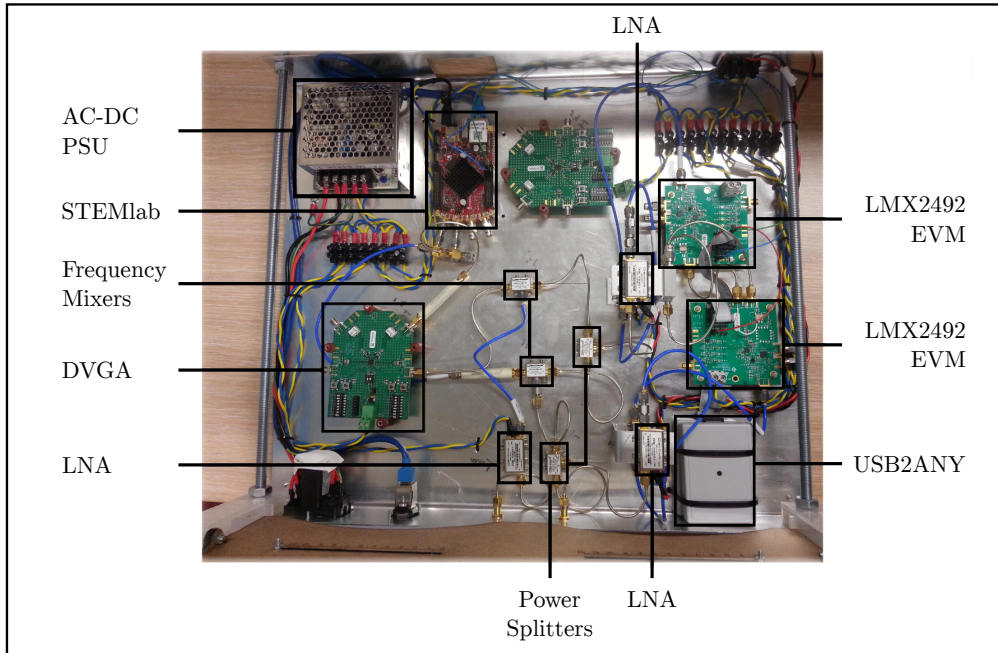 LNA
AC-DC
PSU
STEMlab
LMX2492
EVM
Frequency
Mixers
LMX2492
EVM
DVGA
LNA
USB2ANY
Power
Splitters
LNA